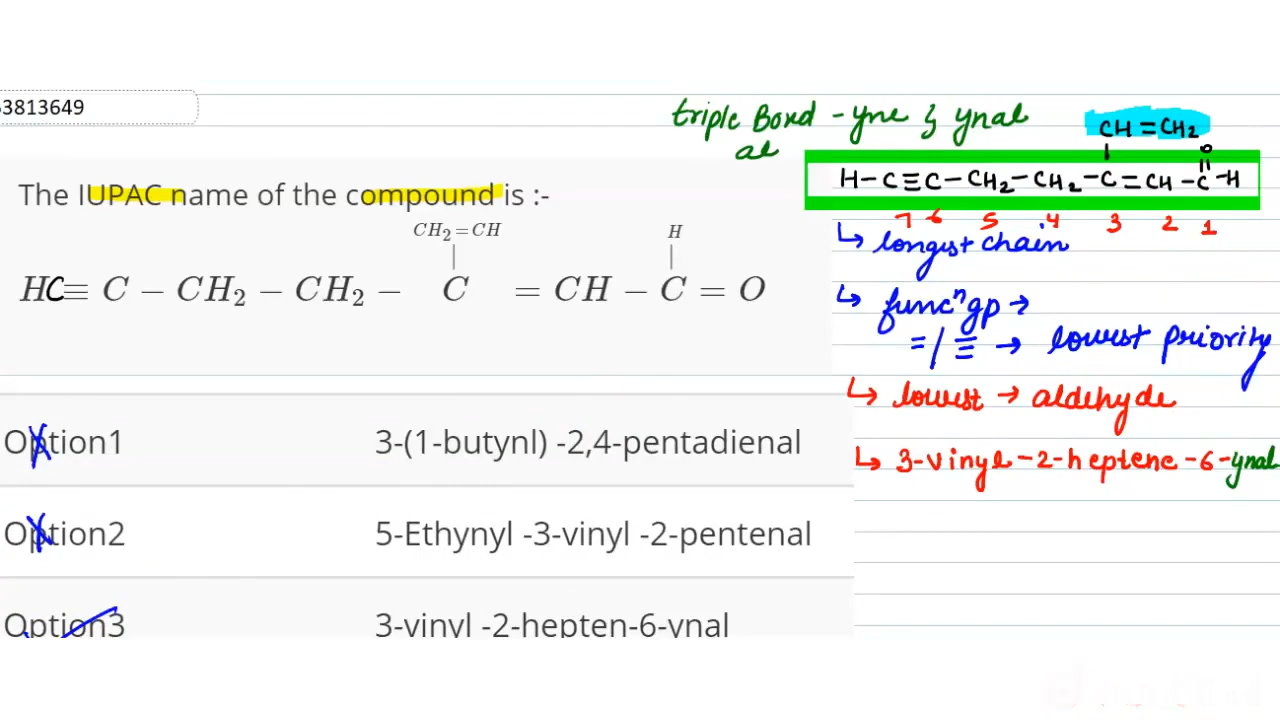 53813649
triple Bond - yne & ynal
al
CH=CH₂
|
O
||
H-C≡C-CH₂-CH₂-C=CH-C-H
7 6 5 4 3 2 1
The IUPAC name of the compound is :-
CH₂=CH H
| |
HC≡ C − CH₂ − CH₂ − C = CH − C = O
↳ longest chain
↳ funcⁿ gp →
=/≡ → lowest priority
↳ lowest → aldehyde
↳ 3-vinyl-2-heptene-6-ynal
Option1 3-(1-butynl) -2,4-pentadienal
Option2 5-Ethynyl -3-vinyl -2-pentenal
Option3 3-vinyl -2-hepten-6-ynal